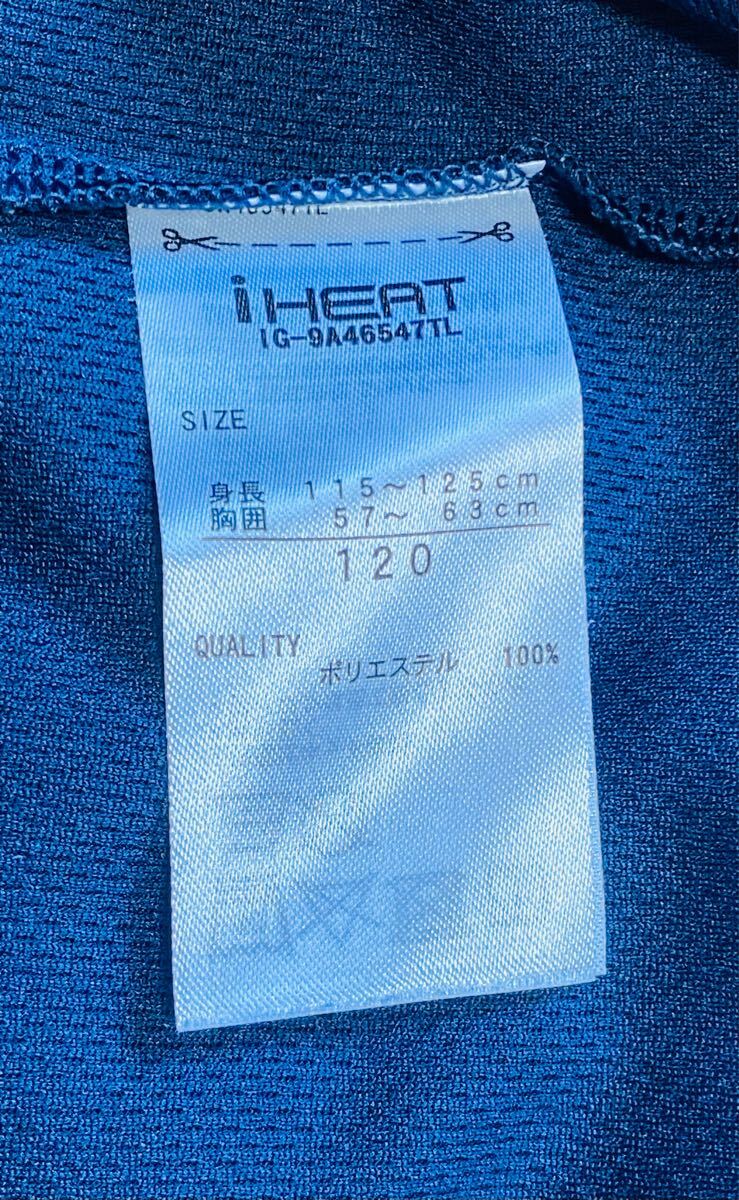 iHEAT
IG-9A46547TL
SIZE
身長 115～125cm
胸囲 57～ 63cm
120
QUALITY
ポリエステル 100%